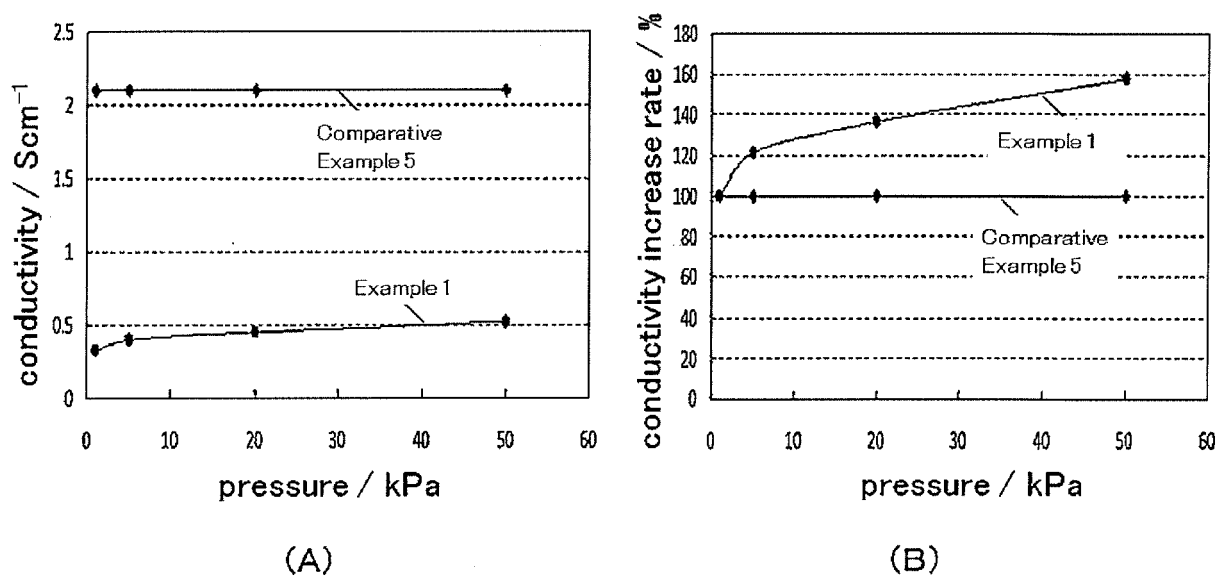 conductivity / Scm⁻¹
2.5
2
1.5
1
0.5
0
Comparative
Example 5
Example 1
0 10 20 30 40 50 60
pressure / kPa
(A)
conductivity increase rate / %
180
160
140
120
100
80
60
40
20
0
Example 1
Comparative
Example 5
0 10 20 30 40 50 60
pressure / kPa
(B)